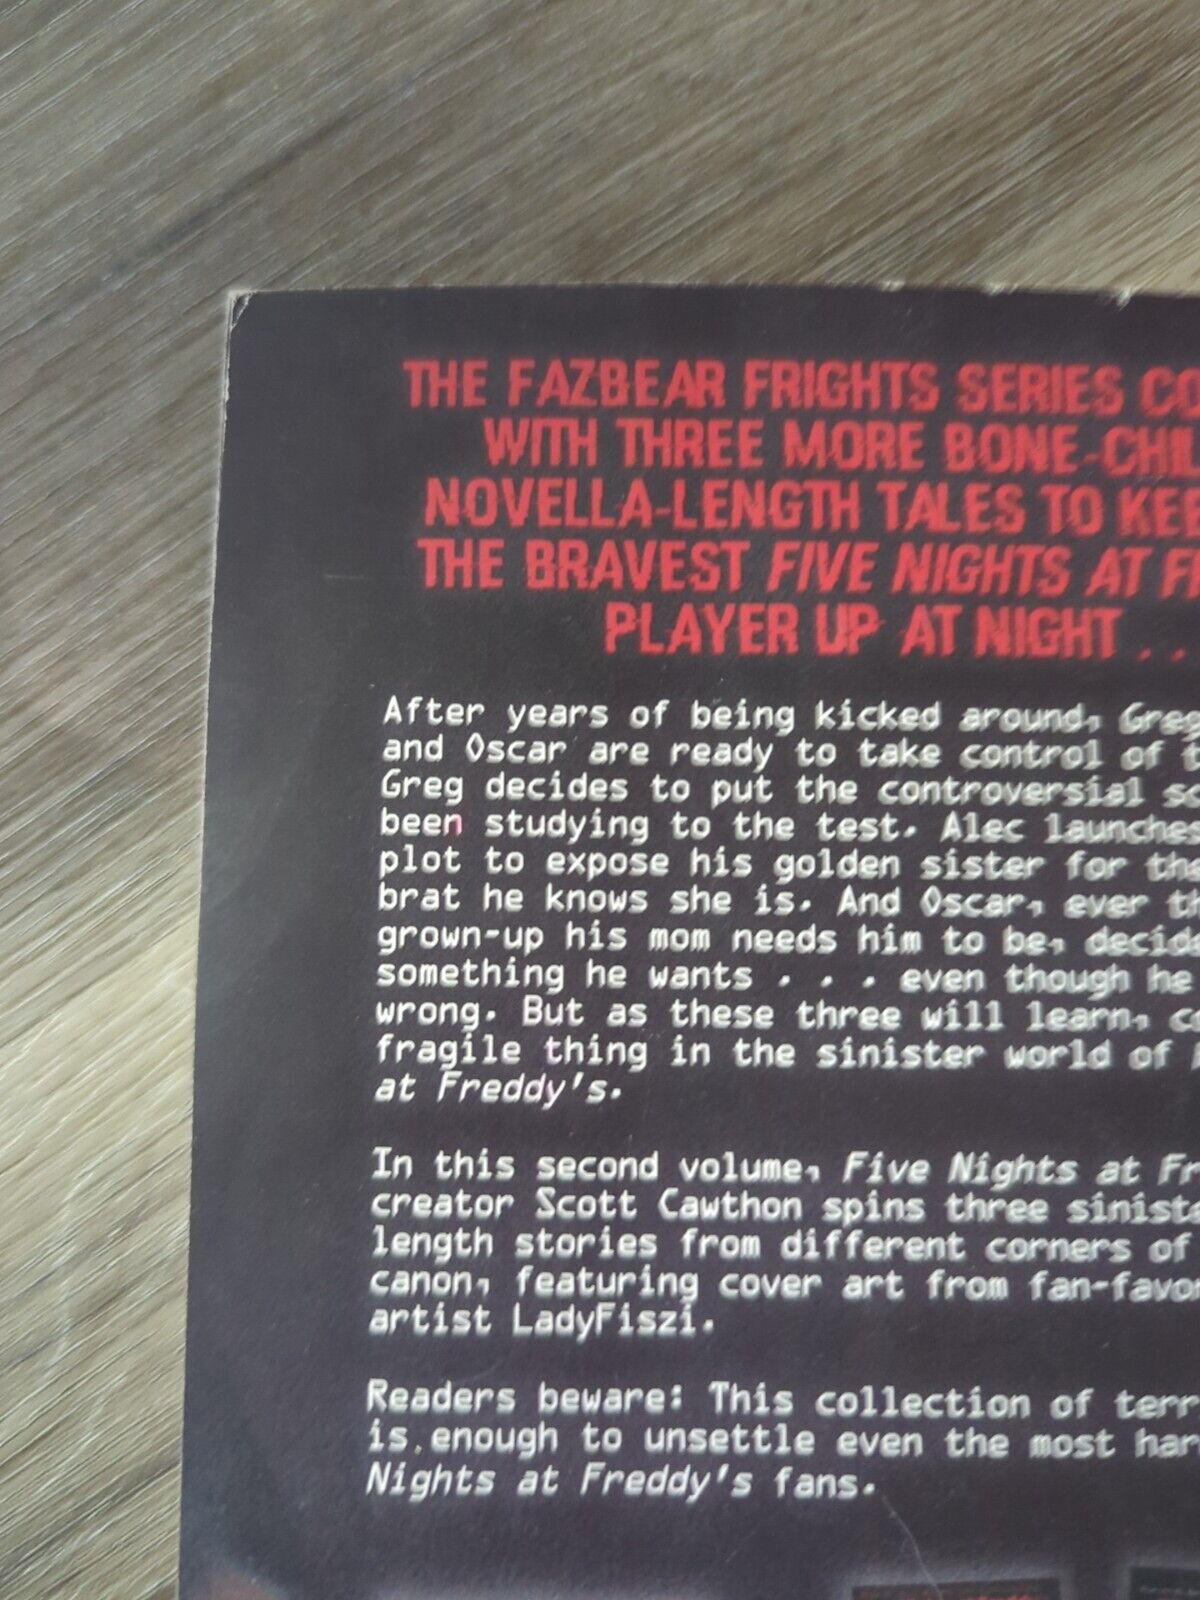 THE FAZBEAR FRIGHTS SERIES
WITH THREE MORE BONE-
NOVELLA-LENGTH TALES TO
THE BRAVEST FIVE NIGHTS AT
PLAYER UP AT NIGHT . .
After years of being kicked around,
and Oscar are ready to take control of
Greg decides to put the controversial
been studying to the test. Alec launches
plot to expose his golden sister for the
brat he knows she is. And Oscar, ever
grown-up his mom needs him to be,
something he wants . . . even though he
wrong. But as these three will learn,
fragile thing in the sinister world of
at Freddy's.
In this second volume, Five Nights at
creator Scott Cawthon spins three
length stories from different corners of
canon, featuring cover art from
artist LadyFiszi.
Readers beware: This collection of
is enough to unsettle even the most
Nights at Freddy's fans.